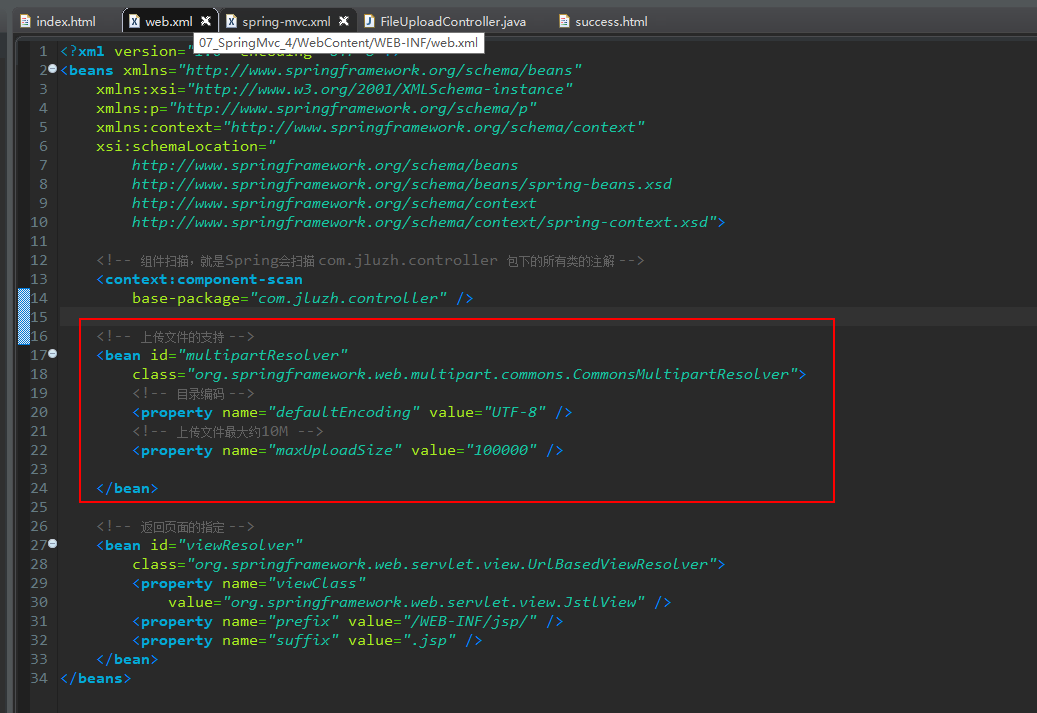 index.html web.xml spring-mvc.xml FileUploadController.java success.html
07_SpringMvc_4/WebContent/WEB-INF/web.xml
1 <?xml version=
2 <beans xmlns="http://www.springframework.org/schema/beans"
3 xmlns:xsi="http://www.w3.org/2001/XMLSchema-instance"
4 xmlns:p="http://www.springframework.org/schema/p"
5 xmlns:context="http://www.springframework.org/schema/context"
6 xsi:schemaLocation="
7 http://www.springframework.org/schema/beans
8 http://www.springframework.org/schema/beans/spring-beans.xsd
9 http://www.springframework.org/schema/context
10 http://www.springframework.org/schema/context/spring-context.xsd">
11
12 <!-- 组件扫描，就是Spring会扫描 com.jluzh.controller 包下的所有类的注解 -->
13 <context:component-scan
14 base-package="com.jluzh.controller" />
15
16 <!-- 上传文件的支持 -->
17 <bean id="multipartResolver"
18 class="org.springframework.web.multipart.commons.CommonsMultipartResolver">
19 <!-- 目录编码 -->
20 <property name="defaultEncoding" value="UTF-8" />
21 <!-- 上传文件最大约10M -->
22 <property name="maxUploadSize" value="100000" />
23
24 </bean>
25
26 <!-- 返回页面的指定 -->
27 <bean id="viewResolver"
28 class="org.springframework.web.servlet.view.UrlBasedViewResolver">
29 <property name="viewClass"
30 value="org.springframework.web.servlet.view.JstlView" />
31 <property name="prefix" value="/WEB-INF/jsp/" />
32 <property name="suffix" value=".jsp" />
33 </bean>
34 </beans>